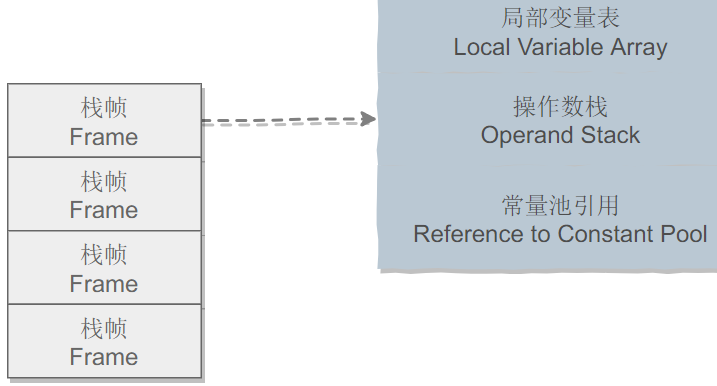 局部变量表
Local Variable Array
操作数栈
Operand Stack
常量池引用
Reference to Constant Pool
栈帧
Frame
栈帧
Frame
栈帧
Frame
栈帧
Frame